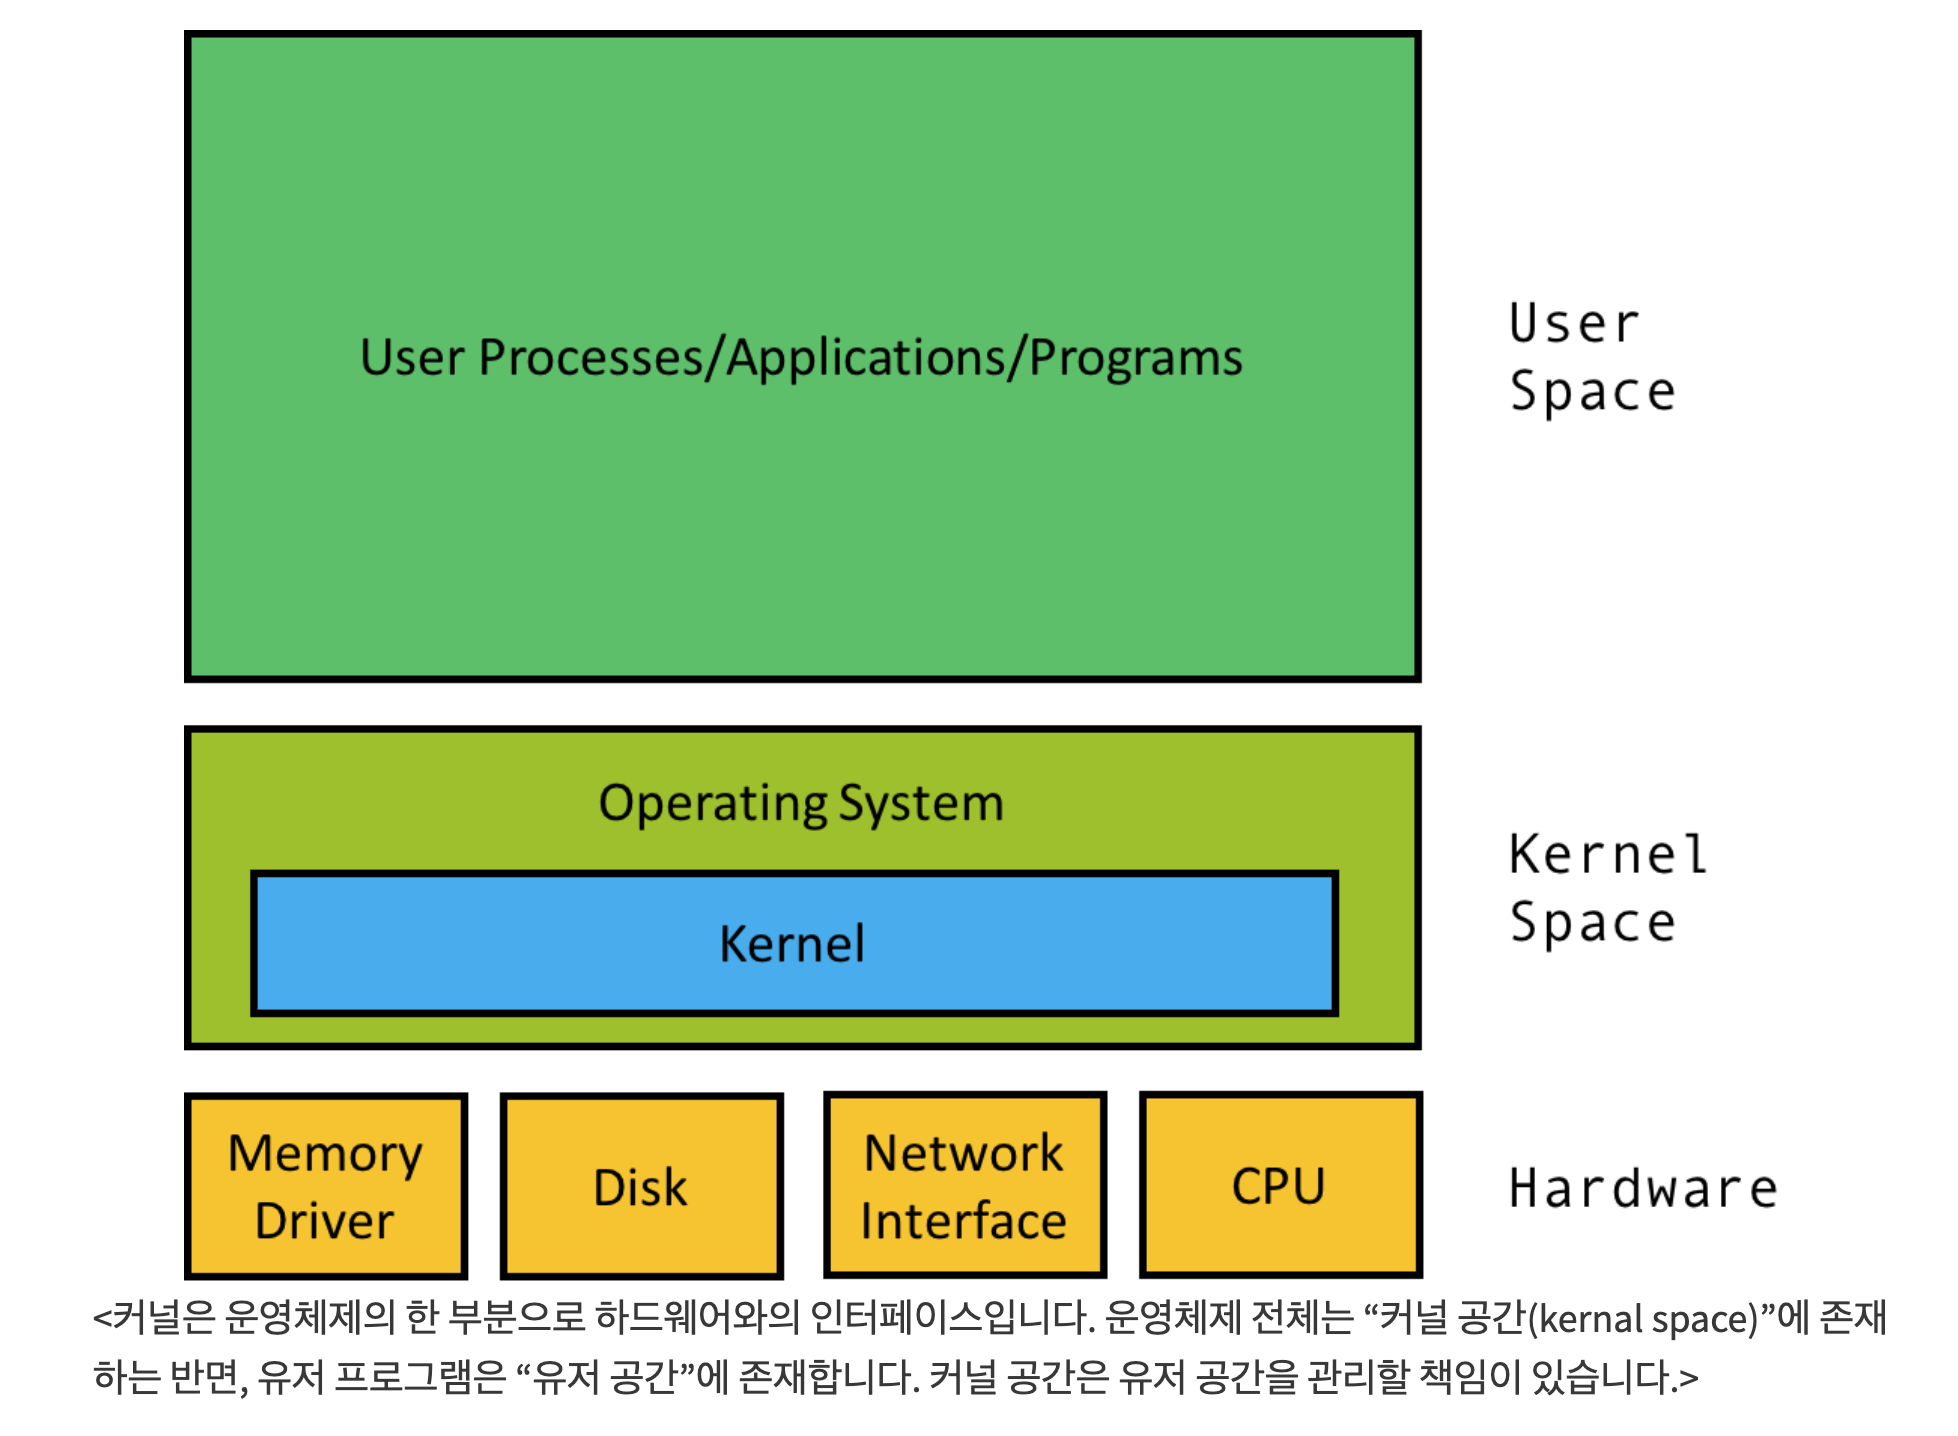 User Processes/Applications/Programs
User
Space
Operating System
Kernel
Kernel
Space
Memory
Driver
Disk
Network
Interface
CPU
Hardware
<커널은 운영체제의 한 부분으로 하드웨어와의 인터페이스입니다. 운영체제 전체는 “커널 공간(kernal space)”에 존재
하는 반면, 유저 프로그램은 “유저 공간”에 존재합니다. 커널 공간은 유저 공간을 관리할 책임이 있습니다.>